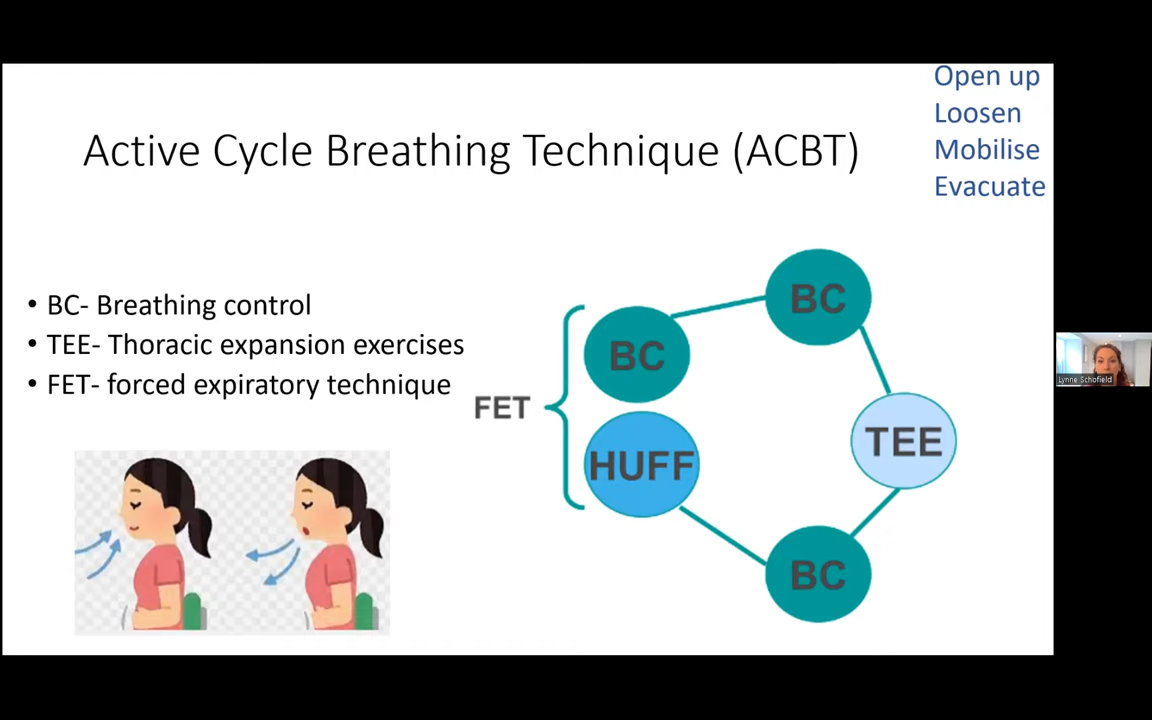 Open up
Loosen
Mobilise
Evacuate
Active Cycle Breathing Technique (ACBT)
• BC- Breathing control
• TEE- Thoracic expansion exercises
• FET- forced expiratory technique
FET
BC
HUFF
BC
TEE
BC
Lynne Schofield